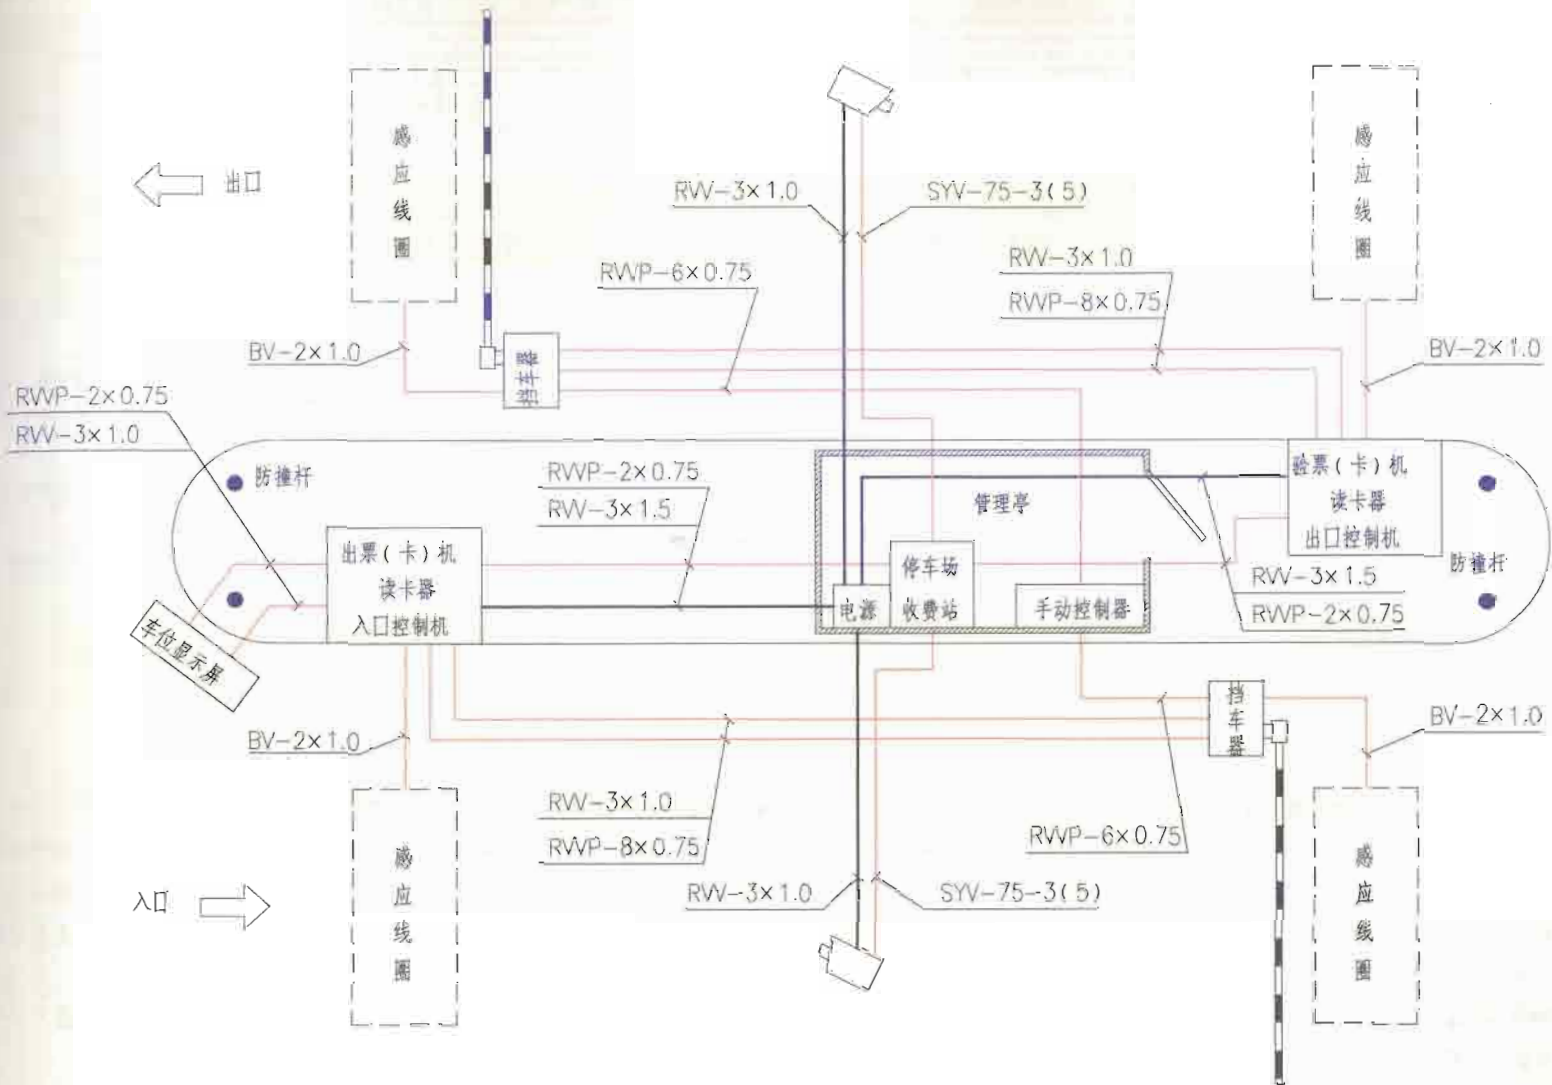 感应线圈
出口
RVV-3×1.0
SYV-75-3(5)
感应线圈
RVVP-6×0.75
RVV-3×1.0
RVVP-8×0.75
BV-2×1.0
挡车器
BV-2×1.0
RVVP-2×0.75
RVV-3×1.0
防撞杆
RVVP-2×0.75
RVV-3×1.5
管理亭
验票(卡)机
读卡器
出口控制机
出票(卡)机
读卡器
入口控制机
停车场
收费站
电源
手动控制器
防撞杆
RVV-3×1.5
RVVP-2×0.75
车位显示屏
挡车器
BV-2×1.0
BV-2×1.0
RVV-3×1.0
RVVP-8×0.75
RVVP-6×0.75
RVV-3×1.0
SYV-75-3(5)
入口
感应线圈
感应线圈